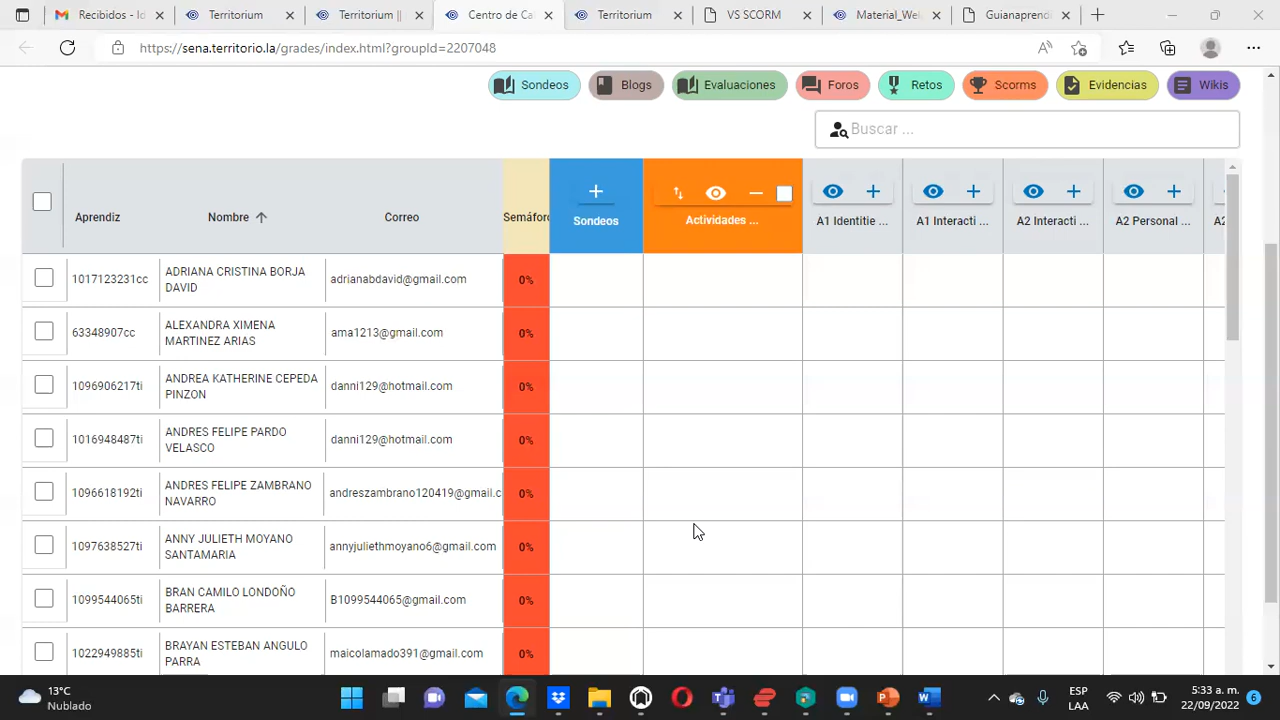 Recibidos - Ic
Territorium
Territorium ||
Centro de Ca
Territorium
VS SCORM
Material_Wel
Guianaprend
https://sena.territorio.la/grades/index.html?groupId=2207048
Sondeos Blogs Evaluaciones Foros Retos Scorms Evidencias Wikis
Buscar ...
Aprendiz Nombre Correo Semáforo Sondeos Actividades ... A1 Identitie ... A1 Interacti ... A2 Interacti ... A2 Personal ... A2
1017123231cc ADRIANA CRISTINA BORJA DAVID adrianabdavid@gmail.com 0%
63348907cc ALEXANDRA XIMENA MARTINEZ ARIAS ama1213@gmail.com 0%
1096906217ti ANDREA KATHERINE CEPEDA PINZON danni129@hotmail.com 0%
1016948487ti ANDRES FELIPE PARDO VELASCO danni129@hotmail.com 0%
1096618192ti ANDRES FELIPE ZAMBRANO NAVARRO andreszambrano120419@gmail.c 0%
1097638527ti ANNY JULIETH MOYANO SANTAMARIA annyjuliethmoyano6@gmail.com 0%
1099544065ti BRAN CAMILO LONDOÑO BARRERA B1099544065@gmail.com 0%
1022949885ti BRAYAN ESTEBAN ANGULO PARRA maicolamado391@gmail.com 0%
13°C
Nublado
ESP
LAA
5:33 a. m.
22/09/2022
6